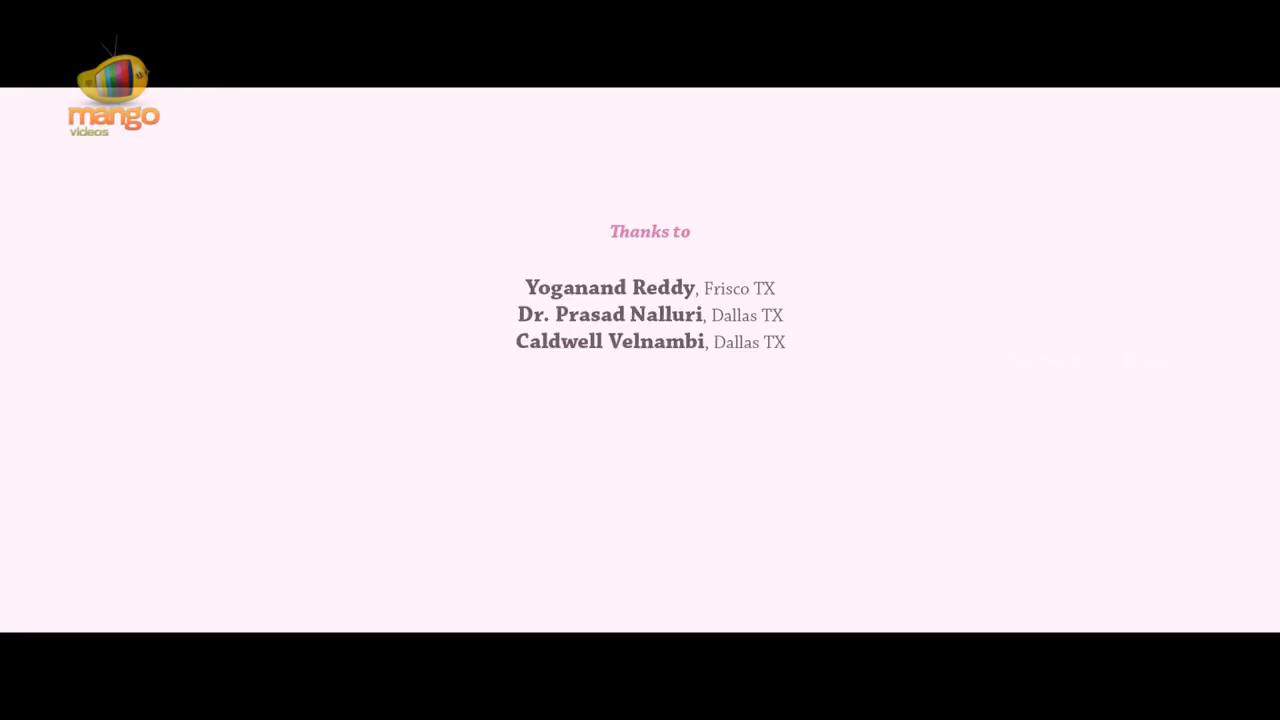 mango
videos
Thanks to
Yoganand Reddy, Frisco TX
Dr. Prasad Nalluri, Dallas TX
Caldwell Velnambi, Dallas TX